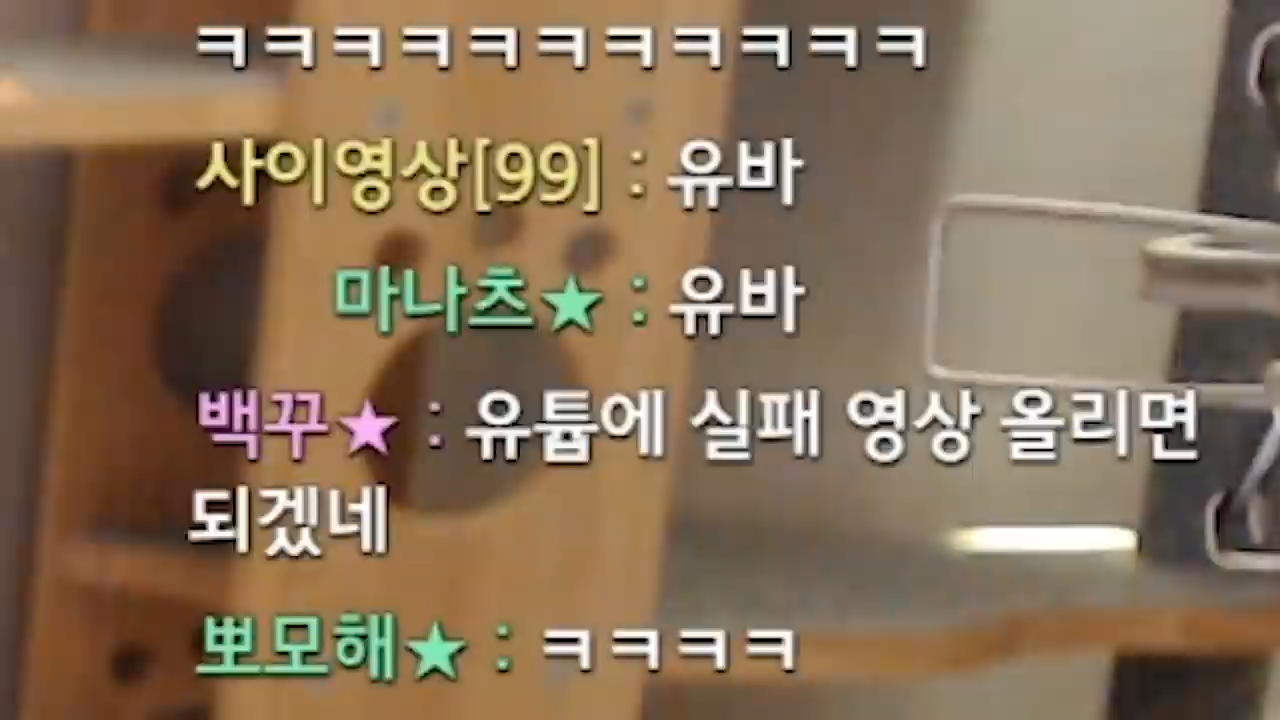 ㅋㅋㅋㅋㅋㅋㅋㅋㅋㅋㅋ
사이영상[99] : 유바
마나츠★ : 유바
백꾸★ : 유튭에 실패 영상 올리면
되겠네
뽀모해★ : ㅋㅋㅋㅋ